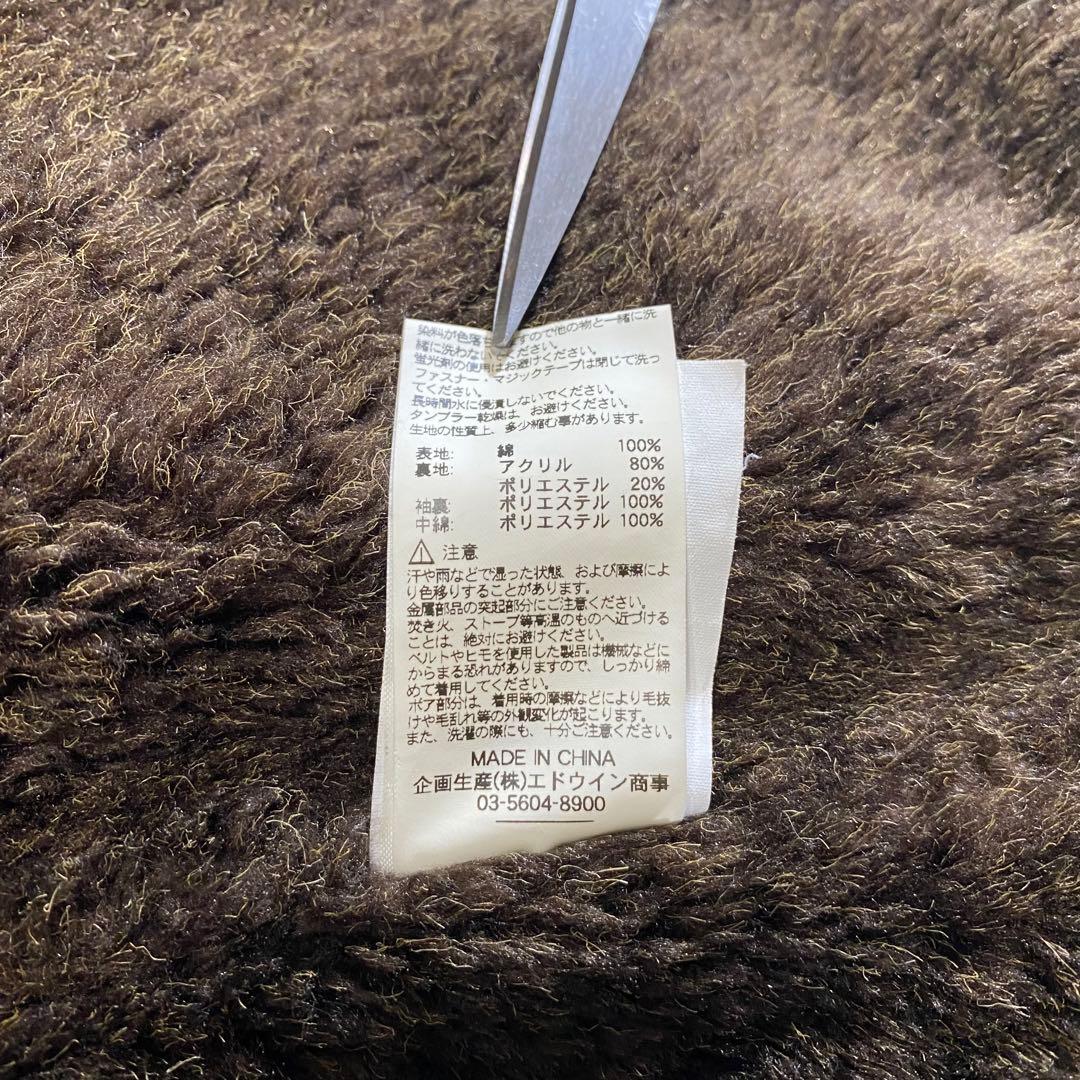 染料が色落 ますので他の物と一緒に洗
緒に洗わないでください。
蛍光剤の使用はお避けください。
ファスナー・マジックテープは閉じて洗っ
てください。
長時間水に浸漬しないでください。
タンブラー乾燥は、お避けください。
生地の性質上、多少縮む事があります。
表地: 綿 100%
裏地: アクリル 80%
ポリエステル 20%
袖裏: ポリエステル 100%
中綿: ポリエステル 100%
⚠ 注意
汗や雨などで湿った状態、および摩擦によ
り色移りすることがあります。
金属部品の突起部分にご注意ください。
焚き火、ストーブ等高温のものへ近づける
ことは、絶対にお避けください。
ベルトやヒモを使用した製品は機械などに
からまる恐れがありますので、しっかり締
めて着用してください。
ボア部分は、着用時の摩擦などにより毛抜
けや毛乱れ等の外観変化が起こります。
また、洗濯の際にも、十分ご注意ください。
MADE IN CHINA
企画生産(株)エドウイン商事
03-5604-8900